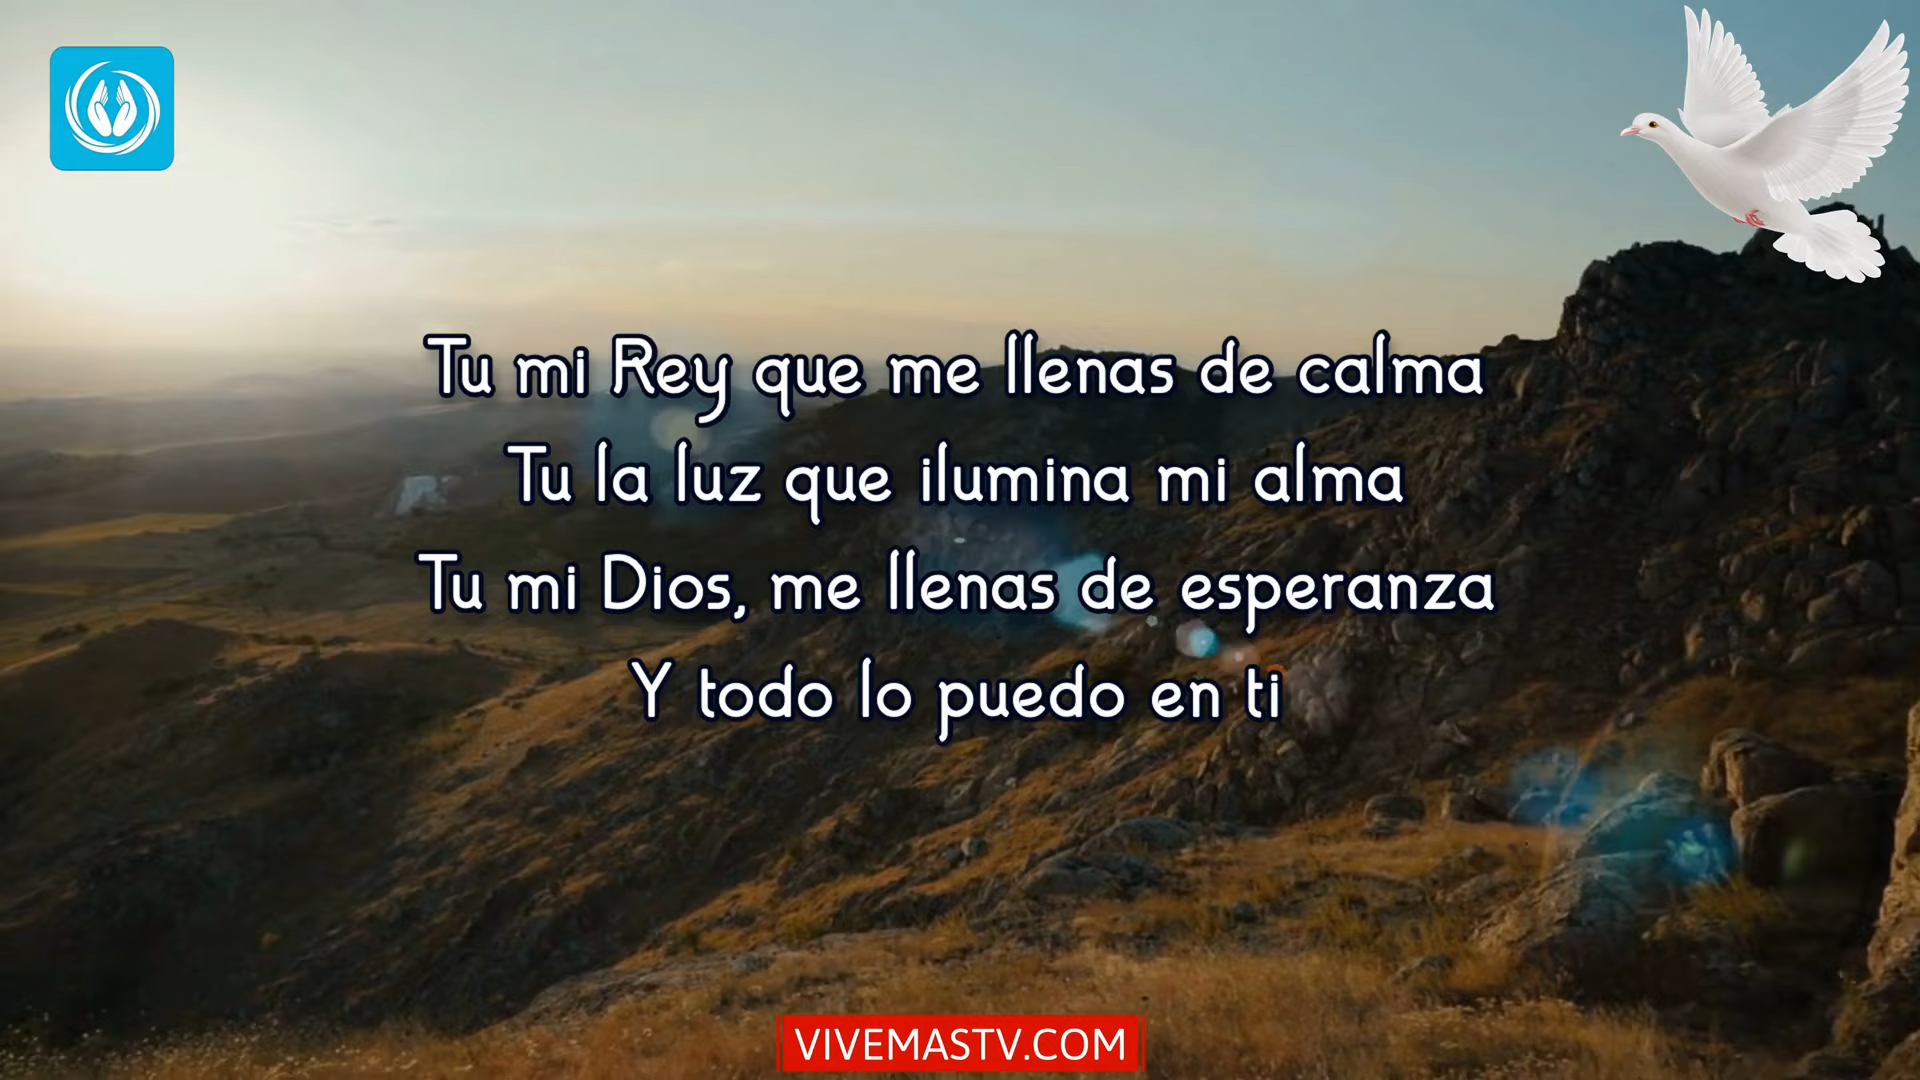 Tu mi Rey que me llenas de calma
Tu la luz que ilumina mi alma
Tu mi Dios, me llenas de esperanza
Y todo lo puedo en ti
VIVEMASTV.COM